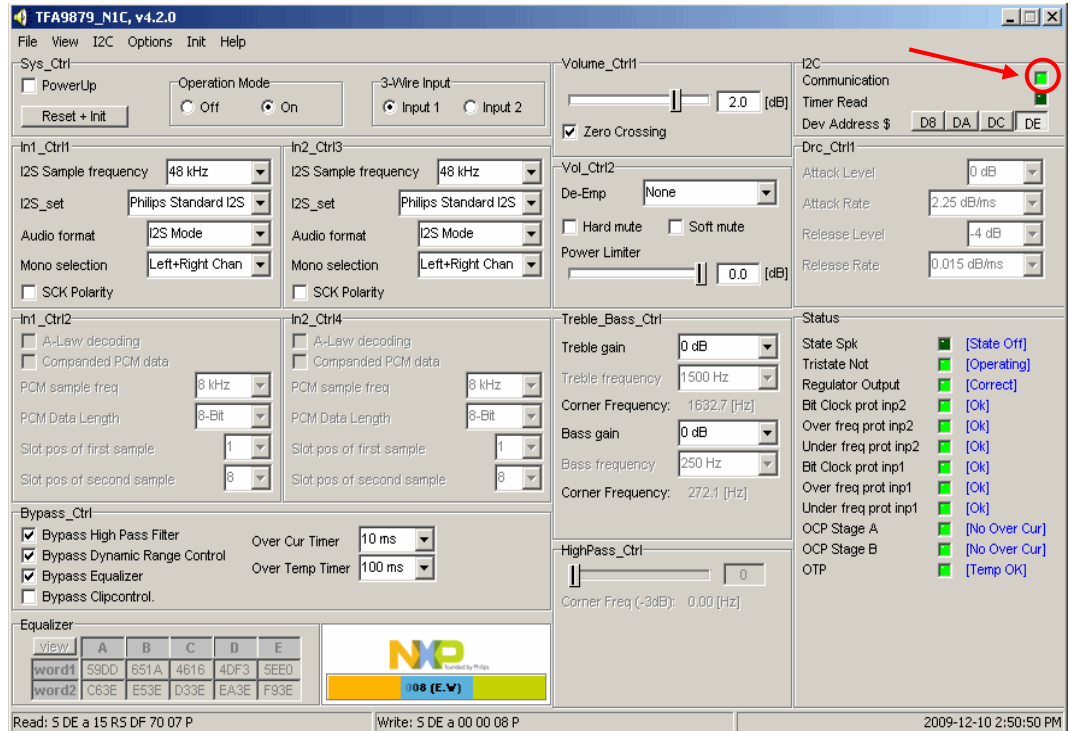 TFA9879_N1C, v4.2.0
File View I2C Options Init Help
Sys_Ctrl
PowerUp
Reset + Init
Operation Mode
Off On
3-Wire Input
Input 1 Input 2
Volume_Ctrl1
2.0 [dB]
Zero Crossing
I2C
Communication
Timer Read
Dev Address $ D8 DA DC DE
In1_Ctrl1
I2S Sample frequency 48 kHz
I2S_set Philips Standard I2S
Audio format I2S Mode
Mono selection Left+Right Chan
SCK Polarity
In2_Ctrl3
I2S Sample frequency 48 kHz
I2S_set Philips Standard I2S
Audio format I2S Mode
Mono selection Left+Right Chan
SCK Polarity
Vol_Ctrl2
De-Emp None
Hard mute Soft mute
Power Limiter
0.0 [dB]
Drc_Ctrl1
Attack Level 0 dB
Attack Rate 2.25 dB/ms
Release Level -4 dB
Release Rate 0.015 dB/ms
In1_Ctrl2
A-Law decoding
Companded PCM data
PCM sample freq 8 kHz
PCM Data Length 8-Bit
Slot pos of first sample 1
Slot pos of second sample 8
In2_Ctrl4
A-Law decoding
Companded PCM data
PCM sample freq 8 kHz
PCM Data Length 8-Bit
Slot pos of first sample 1
Slot pos of second sample 8
Treble_Bass_Ctrl
Treble gain 0 dB
Treble frequency 1500 Hz
Corner Frequency: 1632.7 [Hz]
Bass gain 0 dB
Bass frequency 250 Hz
Corner Frequency: 272.1 [Hz]
Status
State Spk [State Off]
Tristate Not [Operating]
Regulator Output [Correct]
Bit Clock prot inp2 [Ok]
Over freq prot inp2 [Ok]
Under freq prot inp2 [Ok]
Bit Clock prot inp1 [Ok]
Over freq prot inp1 [Ok]
Under freq prot inp1 [Ok]
OCP Stage A [No Over Cur]
OCP Stage B [No Over Cur]
OTP [Temp OK]
Bypass_Ctrl
Bypass High Pass Filter
Bypass Dynamic Range Control
Bypass Equalizer
Bypass Clipcontrol.
Over Cur Timer 10 ms
Over Temp Timer 100 ms
HighPass_Ctrl
0
Corner Freq (-3dB): 0.00 [Hz]
Equalizer
view A B C D E
word1 59DD 651A 4616 4DF3 5EE0
word2 C63E E53E D33E EA3E F93E
NXP
founded by Philips
008 (E.W)
Read: S DE a 15 RS DF 70 07 P
Write: S DE a 00 00 08 P
2009-12-10 2:50:50 PM